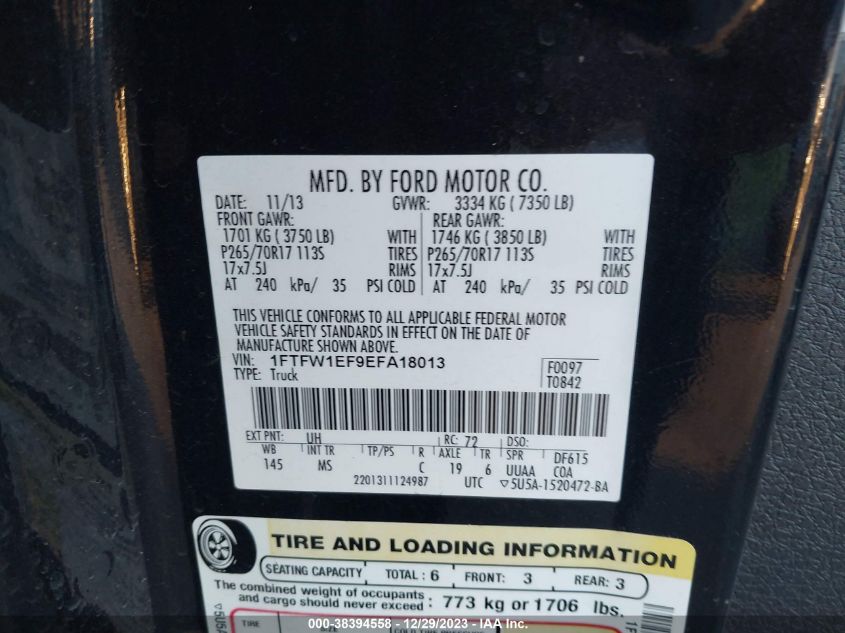 MFD. BY FORD MOTOR CO.
DATE: 11/13 GVWR: 3334 KG ( 7350 LB)
FRONT GAWR: REAR GAWR:
1701 KG ( 3750 LB) WITH 1746 KG ( 3850 LB) WITH
P265/70R17 113S TIRES P265/70R17 113S TIRES
17x7.5J RIMS 17x7.5J RIMS
AT 240 kPa/ 35 PSI COLD AT 240 kPa/ 35 PSI COLD
THIS VEHICLE CONFORMS TO ALL APPLICABLE FEDERAL MOTOR
VEHICLE SAFETY STANDARDS IN EFFECT ON THE DATE OF
MANUFACTURE SHOWN ABOVE.
VIN: 1FTFW1EF9EFA18013 F0097
TYPE: Truck T0842
EXT PNT: UH RC: 72 DSO:
WB INT TR TP/PS R AXLE TR SPR DF615
145 MS C 19 6 UUAA COA
2201311124987 UTC ▽5U5A-1520472-BA
TIRE AND LOADING INFORMATION
SEATING CAPACITY TOTAL : 6 FRONT: 3 REAR: 3
The combined weight of occupants and cargo should never exceed : 773 kg or 1706 lbs.
TIRE
000-38394558 - 12/29/2023 - IAA Inc.